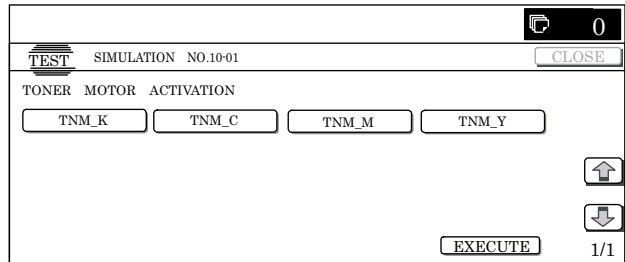 0
TEST SIMULATION NO.10-01 CLOSE
TONER MOTOR ACTIVATION
TNM_K TNM_C TNM_M TNM_Y
EXECUTE 1/1